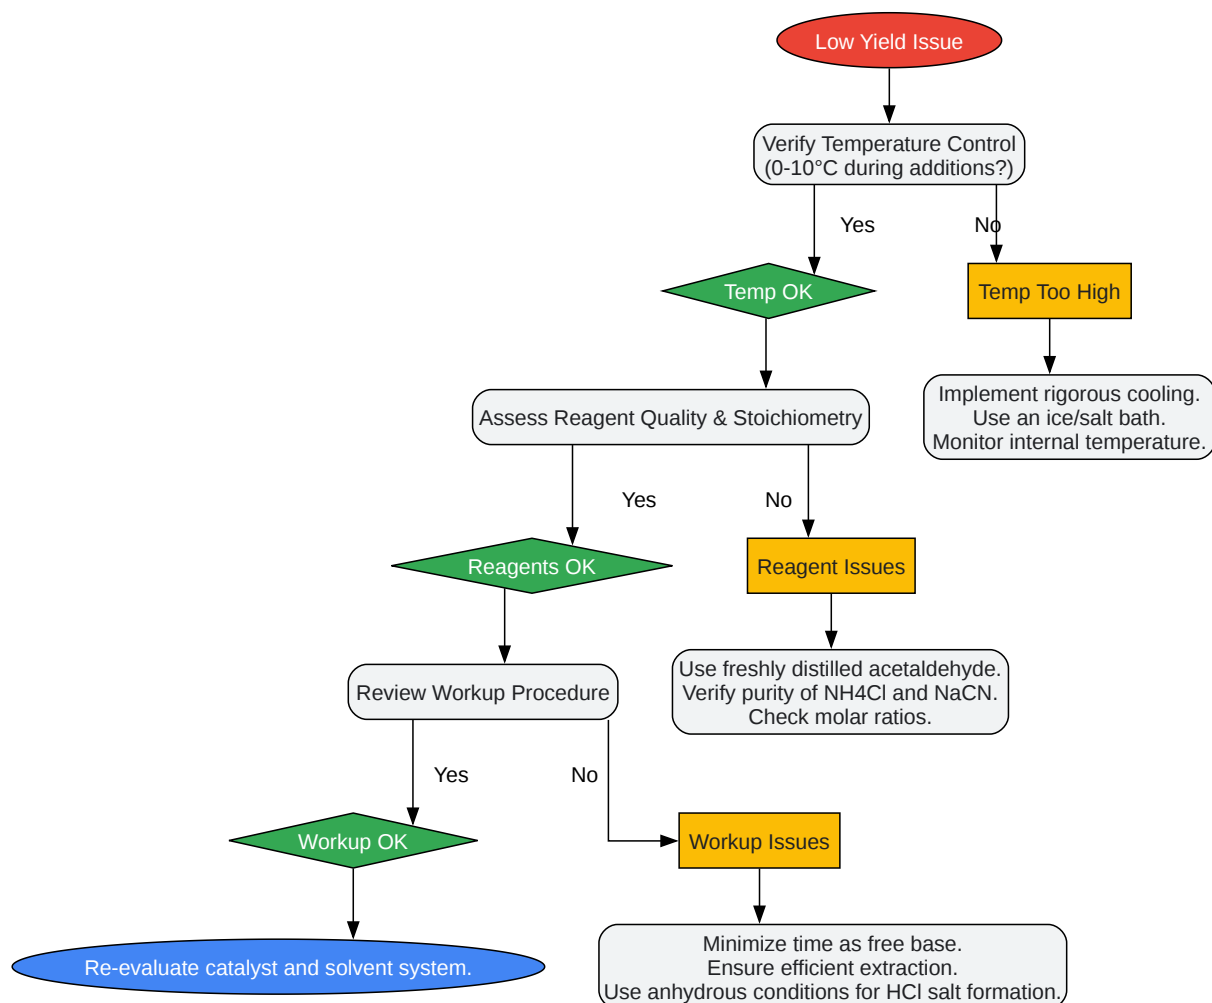 Low Yield Issue
Verify Temperature Control
(0-10°C during additions?)
Yes
No
Temp OK
Temp Too High
Implement rigorous cooling.
Use an ice/salt bath.
Monitor internal temperature.
Assess Reagent Quality & Stoichiometry
Yes
No
Reagents OK
Reagent Issues
Use freshly distilled acetaldehyde.
Verify purity of NH4Cl and NaCN.
Check molar ratios.
Review Workup Procedure
Yes
No
Workup OK
Workup Issues
Re-evaluate catalyst and solvent system.
Minimize time as free base.
Ensure efficient extraction.
Use anhydrous conditions for HCl salt formation.